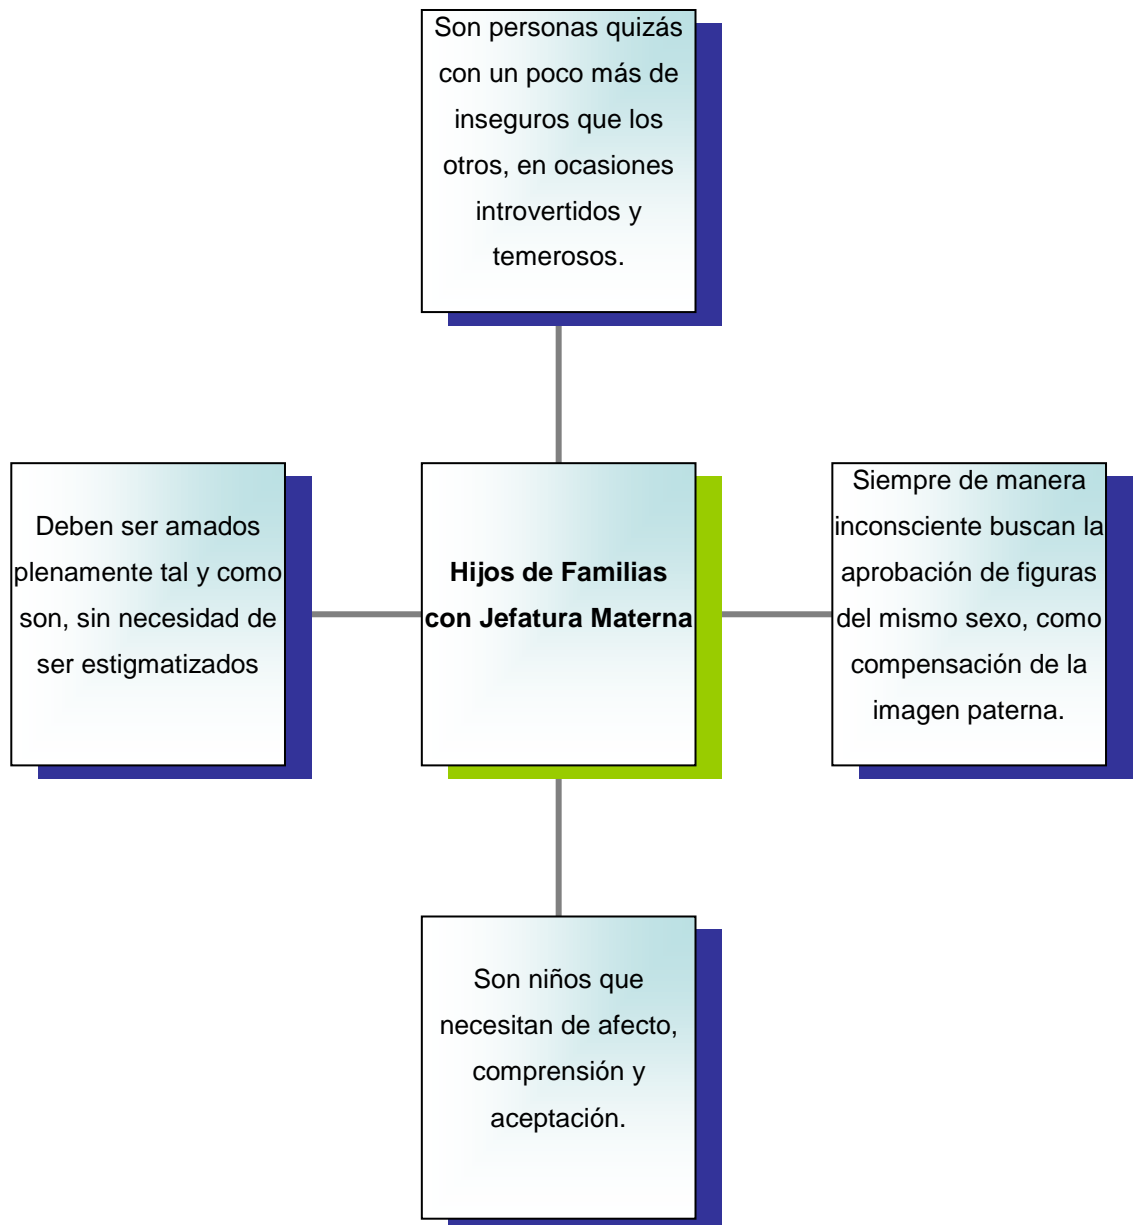 Son personas quizás
con un poco más de
inseguros que los
otros, en ocasiones
introvertidos y
temerosos.
Deben ser amados
plenamente tal y como
son, sin necesidad de
ser estigmatizados
Hijos de Familias
con Jefatura Materna
Siempre de manera
inconsciente buscan la
aprobación de figuras
del mismo sexo, como
compensación de la
imagen paterna.
Son niños que
necesitan de afecto,
comprensión y
aceptación.